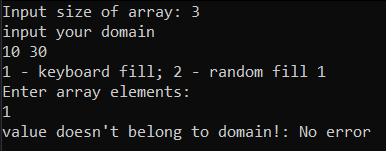 Input size of array: 3
input your domain
10 30
1 - keyboard fill; 2 - random fill 1
Enter array elements:
1
value doesn't belong to domain!: No error